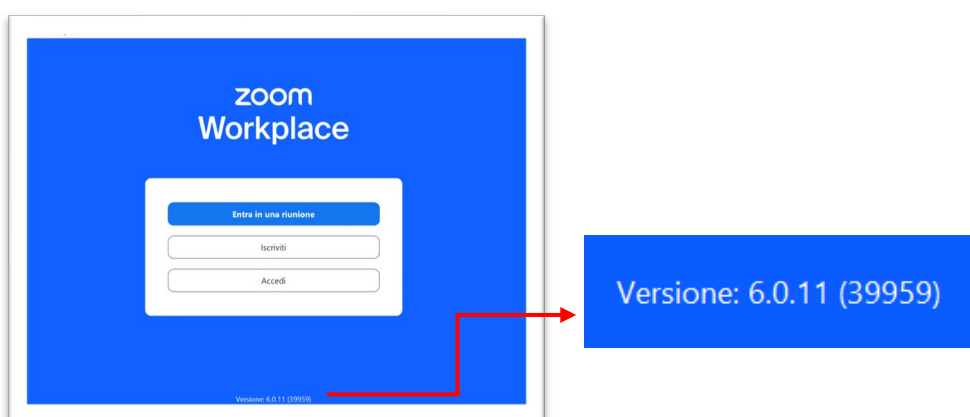 zoom
Workplace
Entra in una riunione
Iscriviti
Accedi
Versione: 6.0.11 (39959)
Versione: 6.0.11 (39959)